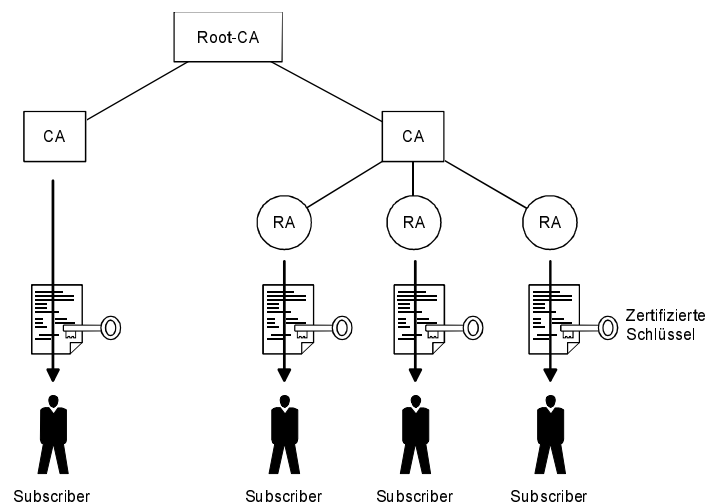 Root-CA
CA
CA
RA
RA
RA
Zertifizierte
Schlüssel
Subscriber
Subscriber
Subscriber
Subscriber